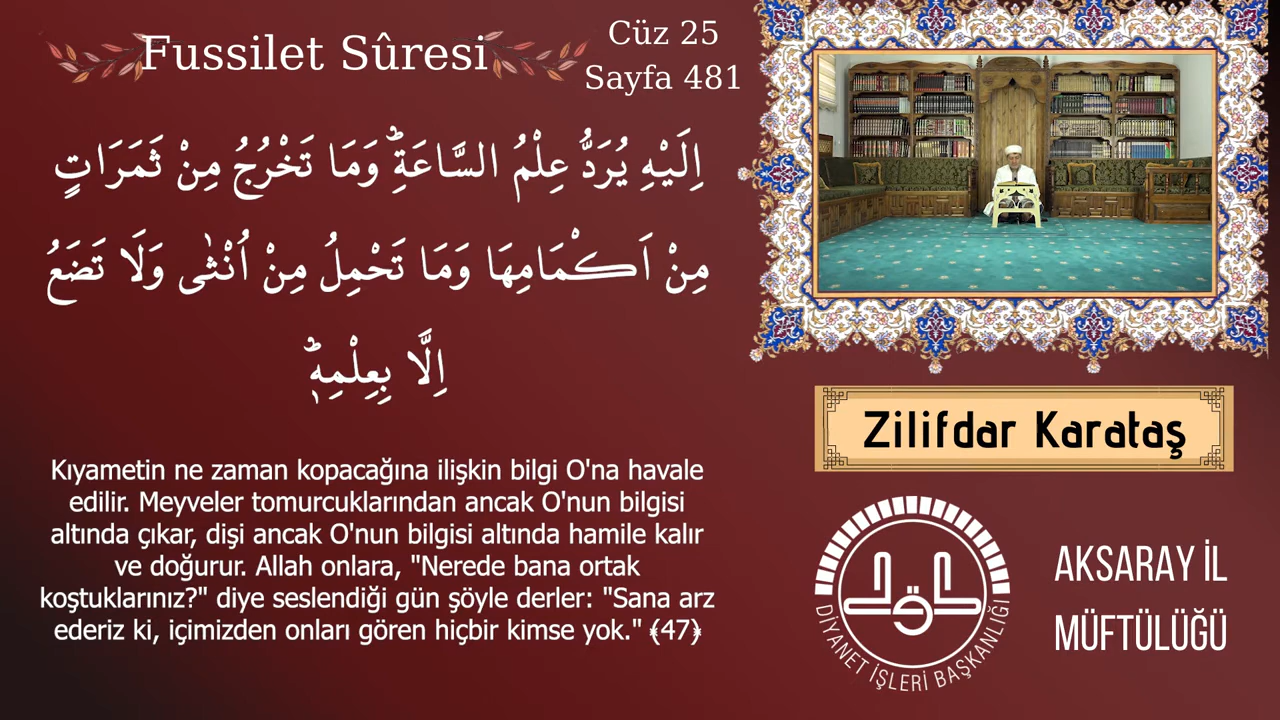 Fussilet Sûresi
Cüz 25
Sayfa 481
اِلَيْهِ يُرَدُّ عِلْمُ السَّاعَةِۜ وَمَا تَخْرُجُ مِنْ ثَمَرَاتٍ
مِنْ اَكْمَامِهَا وَمَا تَحْمِلُ مِنْ اُنْثٰى وَلَا تَضَعُ
اِلَّا بِعِلْمِه۪ۜ
Kıyametin ne zaman kopacağına ilişkin bilgi O'na havale
edilir. Meyveler tomurcuklarından ancak O'nun bilgisi
altında çıkar, dişi ancak O'nun bilgisi altında hamile kalır
ve doğurur. Allah onlara, "Nerede bana ortak
koştuklarınız?" diye seslendiği gün şöyle derler: "Sana arz
ederiz ki, içimizden onları gören hiçbir kimse yok." ﴾47﴿
Zilifdar Karataş
DİYANET İŞLERİ BAŞKANLIĞI
AKSARAY İL
MÜFTÜLÜĞÜ